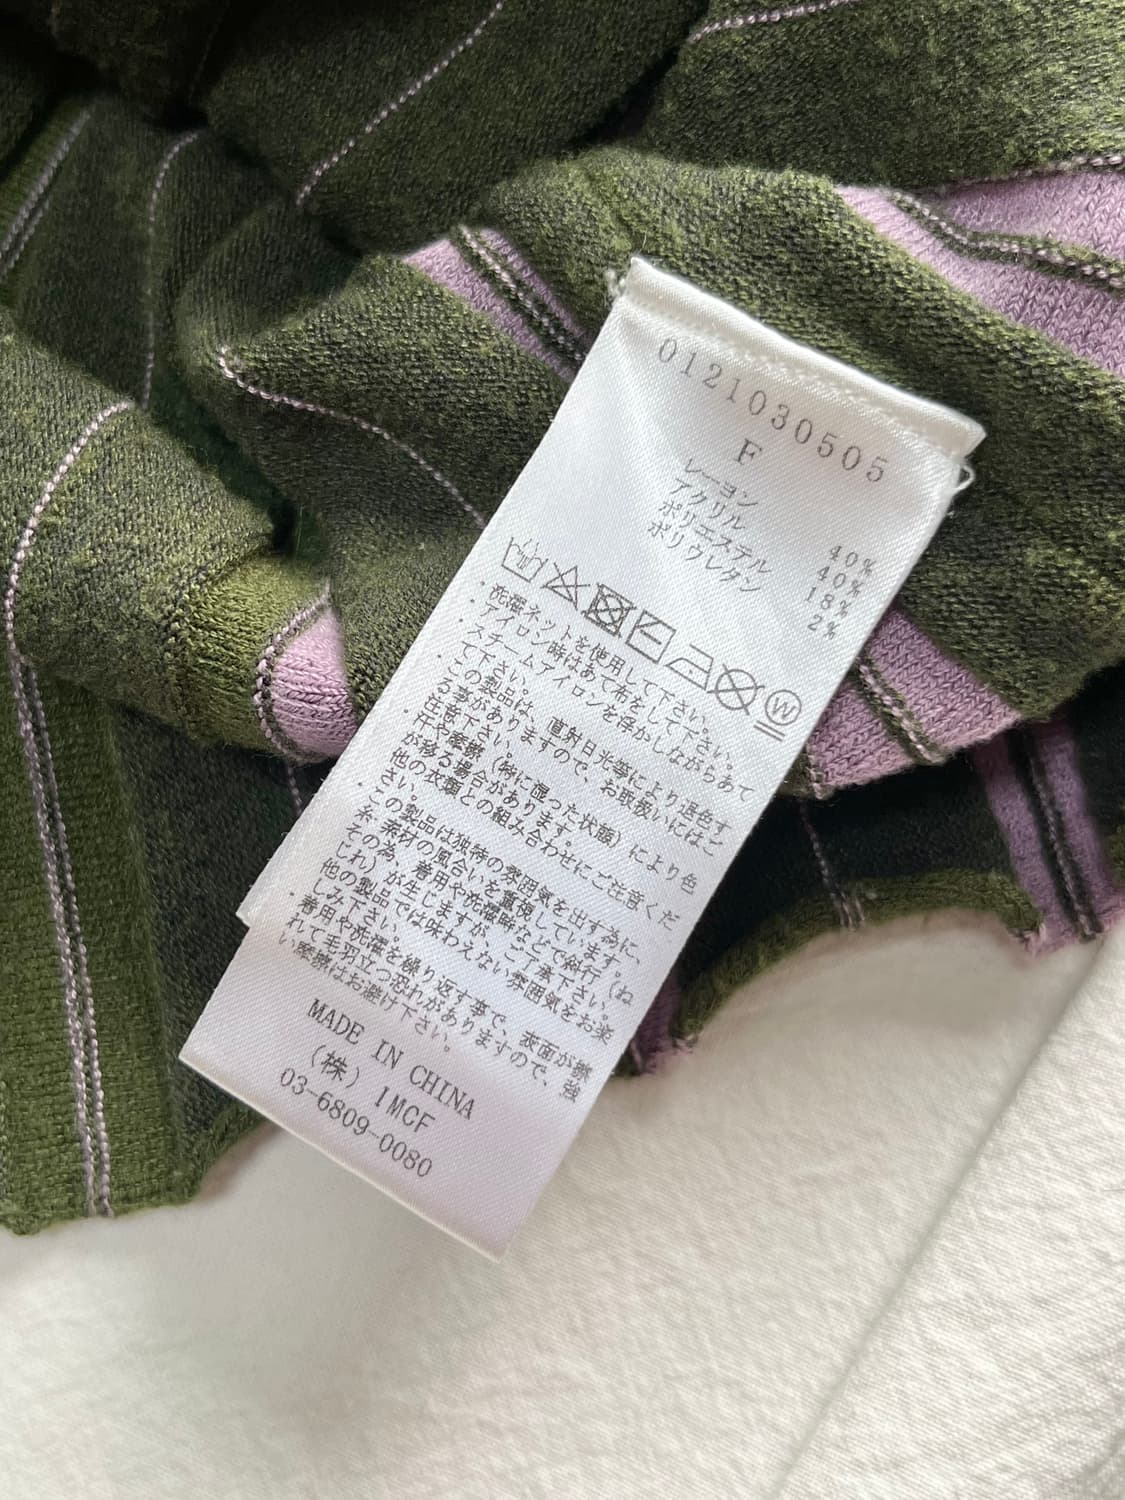 0121030505
F
レーヨン 40%
アクリル 40%
ポリエステル 18%
ポリウレタン 2%
W
・洗濯ネットを使用して下さい。
・アイロン時はあて布をして下さい。
・スチームアイロンを浮かしながらあて
て下さい。
・この製品は、直射日光等により退色す
る事がありますので、お取扱いにはご
注意下さい。
・汗や摩擦（特に湿った状態）により色
が移る場合があります。
他の衣類との組み合わせにご注意くだ
さい。
・この製品は独特の雰囲気を出す為に、
糸・素材の風合いを重視しています。
その為、着用や洗濯時などで斜行（ね
じれ）が生じますが、ご了承下さい。
他の製品では味わえない雰囲気をお楽
しみ下さい。
・着用や洗濯を繰り返す事で、表面が擦
れて毛羽立つ恐れがありますので、強
い摩擦はお避け下さい。
MADE IN CHINA
（株）IMCF
03-6809-0080